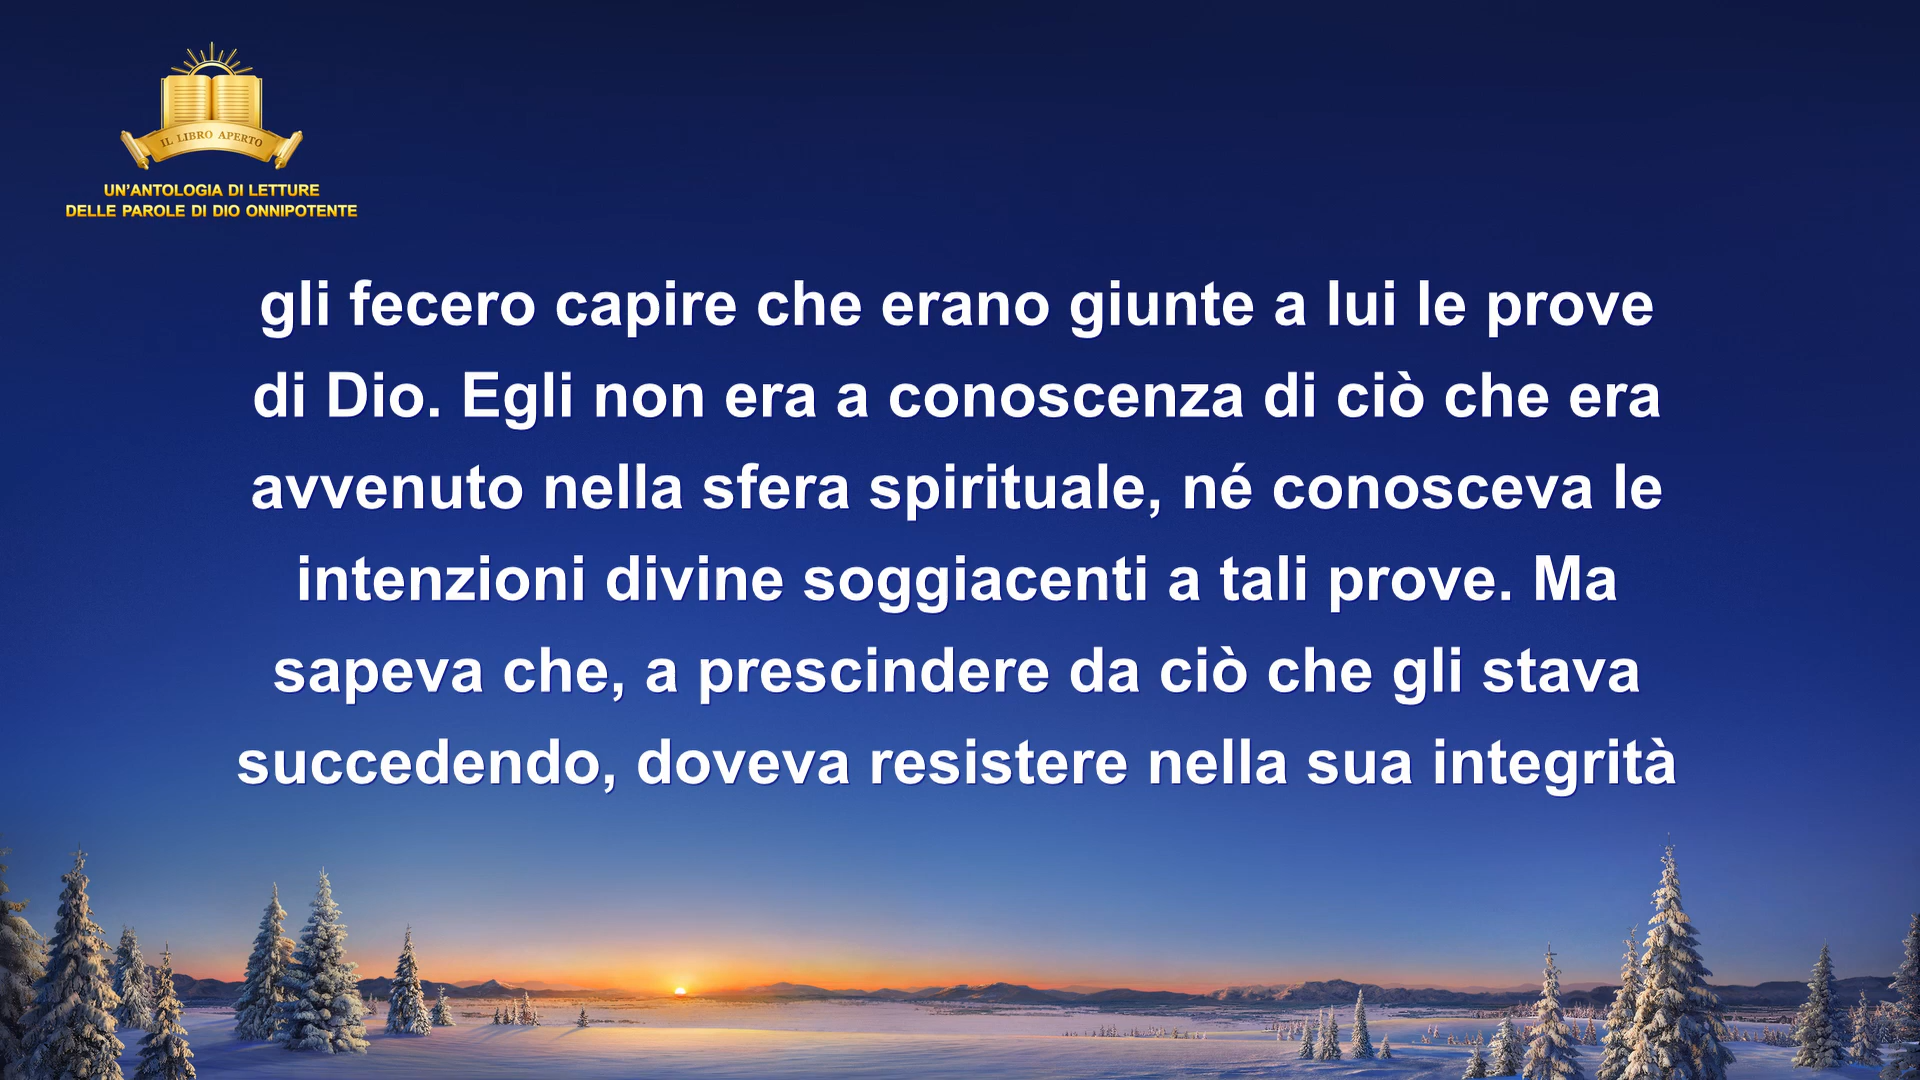 IL LIBRO APERTO
UN'ANTOLOGIA DI LETTURE
DELLE PAROLE DI DIO ONNIPOTENTE
gli fecero capire che erano giunte a lui le prove
di Dio. Egli non era a conoscenza di ciò che era
avvenuto nella sfera spirituale, né conosceva le
intenzioni divine soggiacenti a tali prove. Ma
sapeva che, a prescindere da ciò che gli stava
succedendo, doveva resistere nella sua integrità